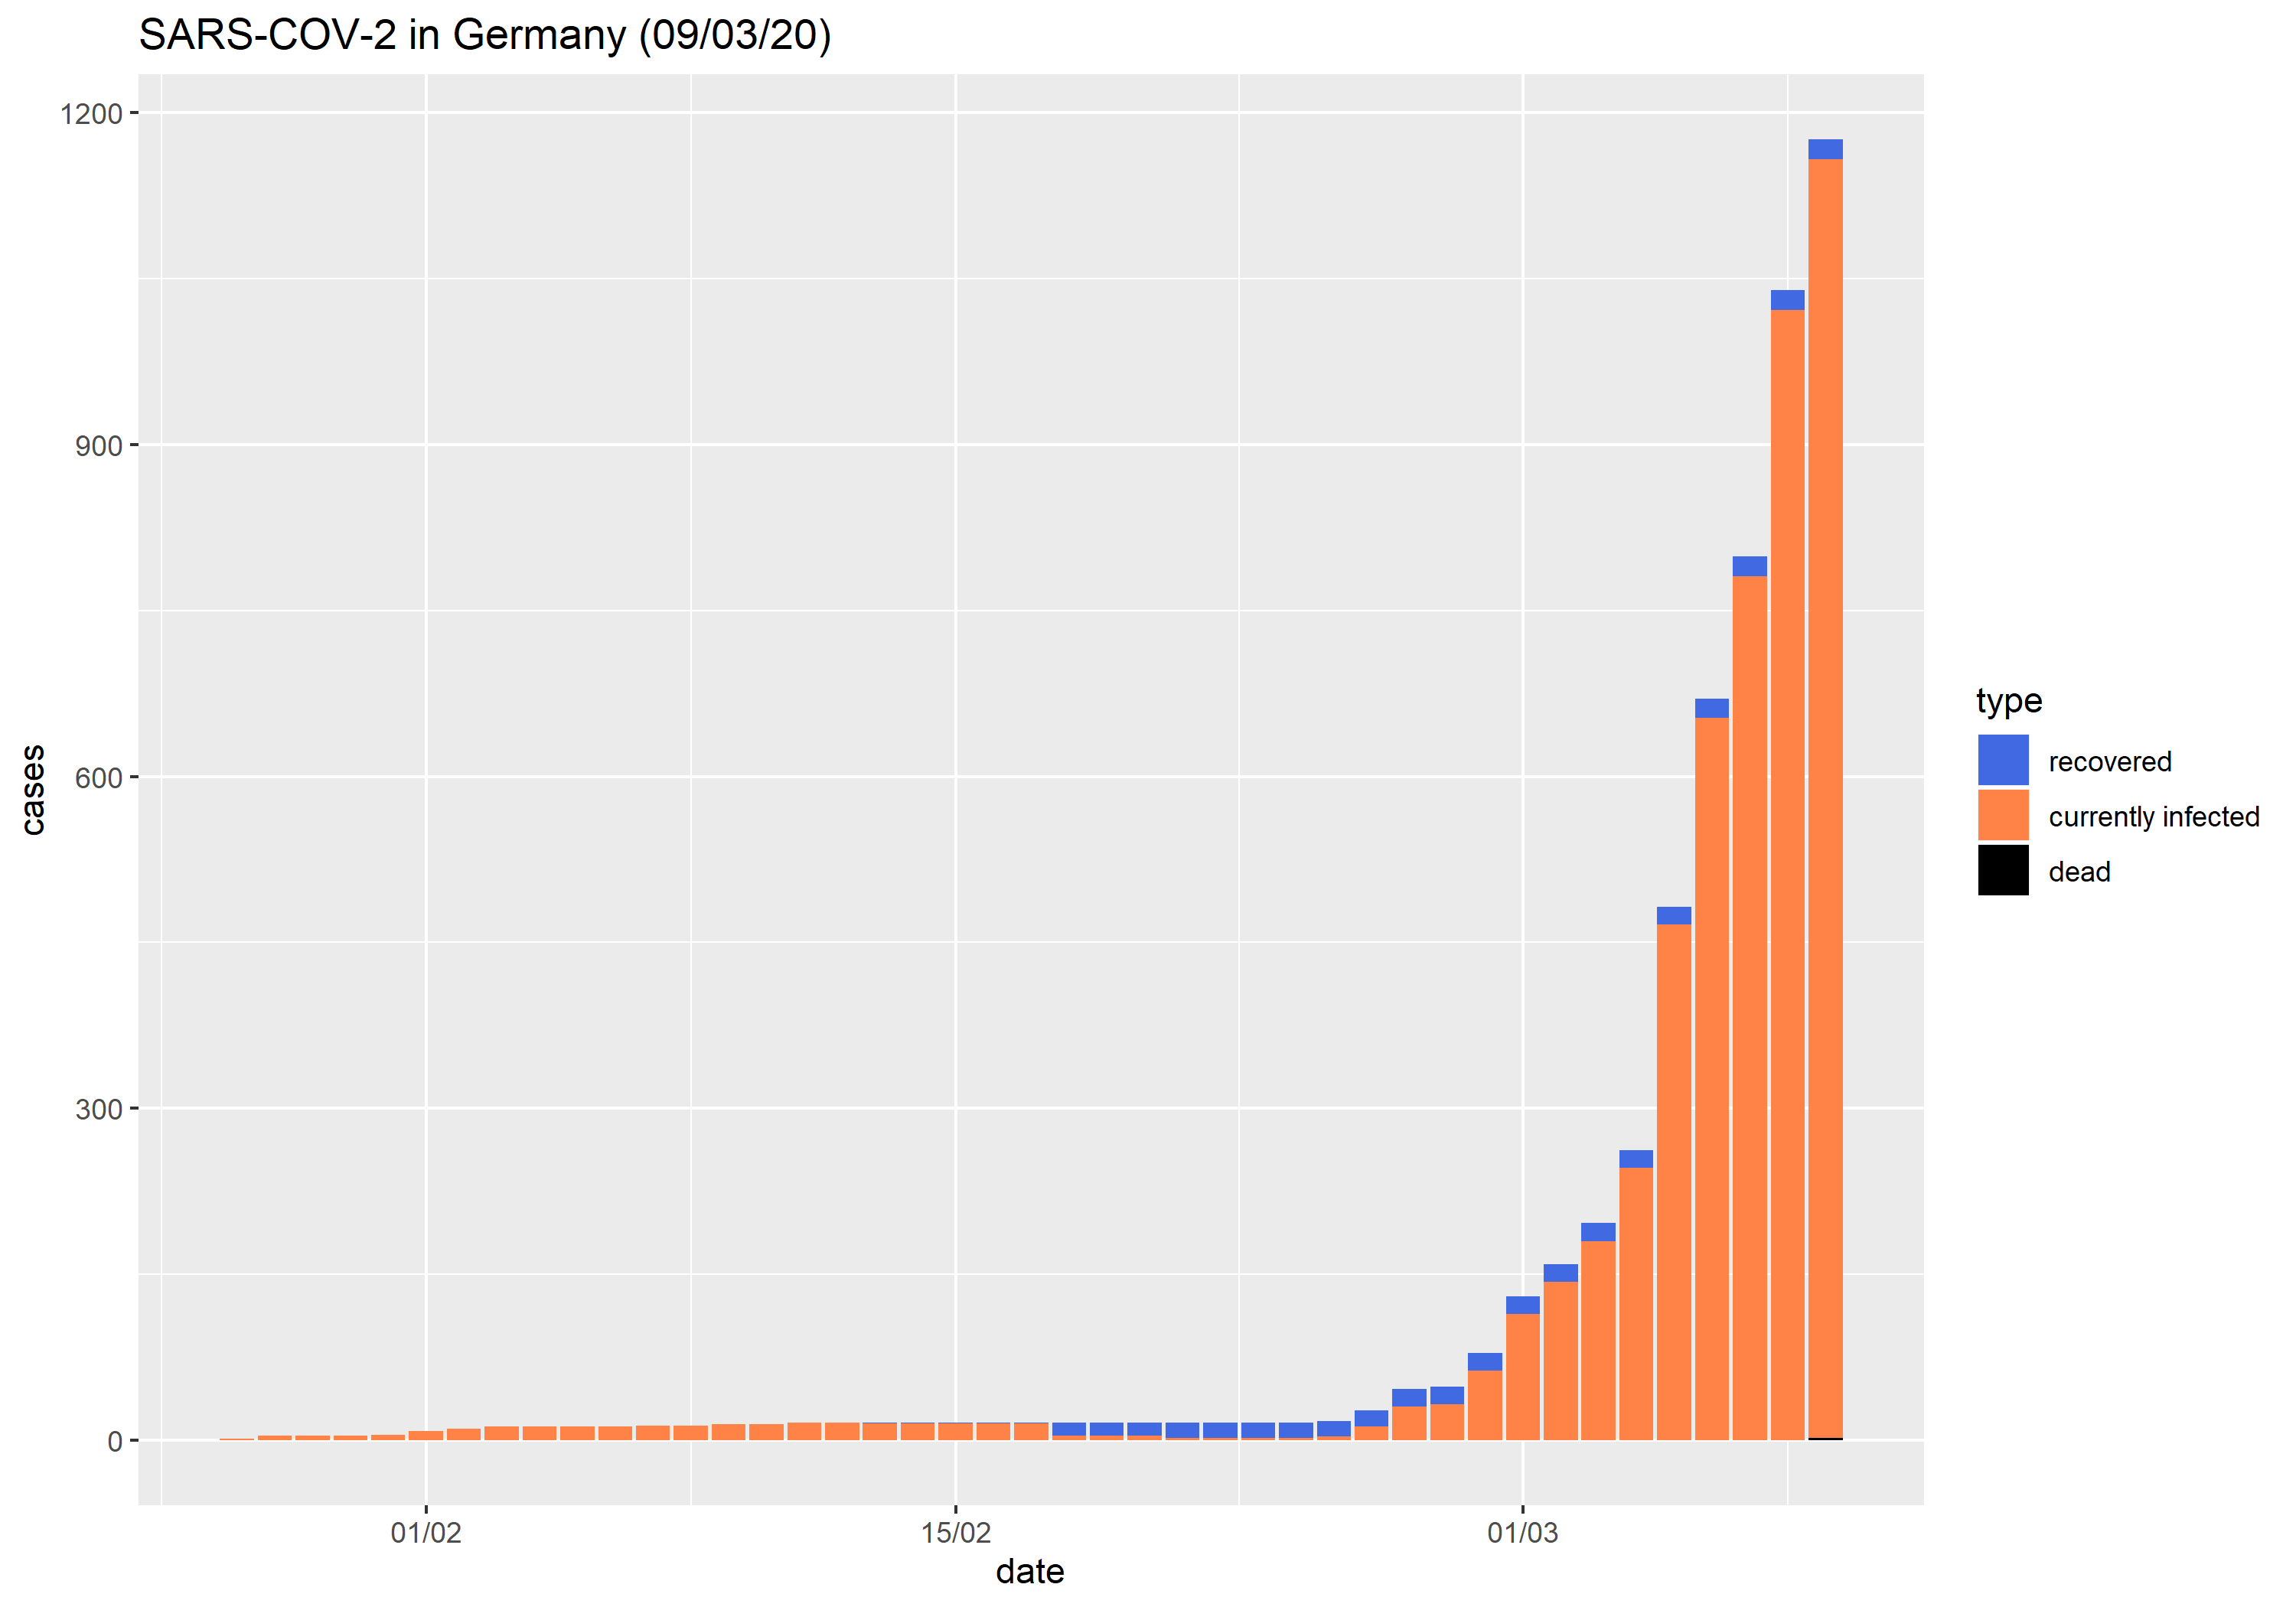 SARS-COV-2 in Germany (09/03/20)
1200
900
600
300
0
cases
01/02
15/02
01/03
date
type
recovered
currently infected
dead